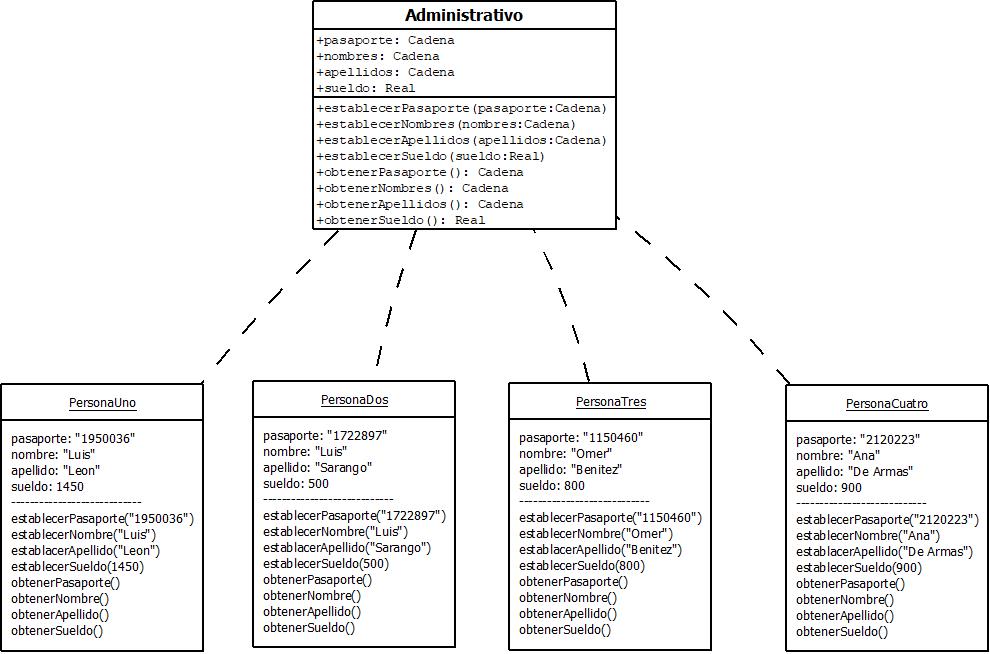 Administrativo
+pasaporte: Cadena
+nombres: Cadena
+apellidos: Cadena
+sueldo: Real
+establecerPasaporte(pasaporte:Cadena)
+establecerNombres(nombres:Cadena)
+establecerApellidos(apellidos:Cadena)
+establecerSueldo(sueldo:Real)
+obtenerPasaporte(): Cadena
+obtenerNombres(): Cadena
+obtenerApellidos(): Cadena
+obtenerSueldo(): Real
PersonaUno
pasaporte: "1950036"
nombre: "Luis"
apellido: "Leon"
sueldo: 1450
---------------------------
establecerPasaporte("1950036")
establecerNombre("Luis")
establacerApellido("Leon")
establecerSueldo(1450)
obtenerPasaporte()
obtenerNombre()
obtenerApellido()
obtenerSueldo()
PersonaDos
pasaporte: "1722897"
nombre: "Luis"
apellido: "Sarango"
sueldo: 500
---------------------------
establecerPasaporte("1722897")
establecerNombre("Luis")
establacerApellido("Sarango")
establecerSueldo(500)
obtenerPasaporte()
obtenerNombre()
obtenerApellido()
obtenerSueldo()
PersonaTres
pasaporte: "1150460"
nombre: "Omer"
apellido: "Benitez"
sueldo: 800
---------------------------
establecerPasaporte("1150460")
establecerNombre("Omer")
establacerApellido("Benitez")
establecerSueldo(800)
obtenerPasaporte()
obtenerNombre()
obtenerApellido()
obtenerSueldo()
PersonaCuatro
pasaporte: "2120223"
nombre: "Ana"
apellido: "De Armas"
sueldo: 900
---------------------------
establecerPasaporte("2120223")
establecerNombre("Ana")
establacerApellido("De Armas")
establecerSueldo(900)
obtenerPasaporte()
obtenerNombre()
obtenerApellido()
obtenerSueldo()